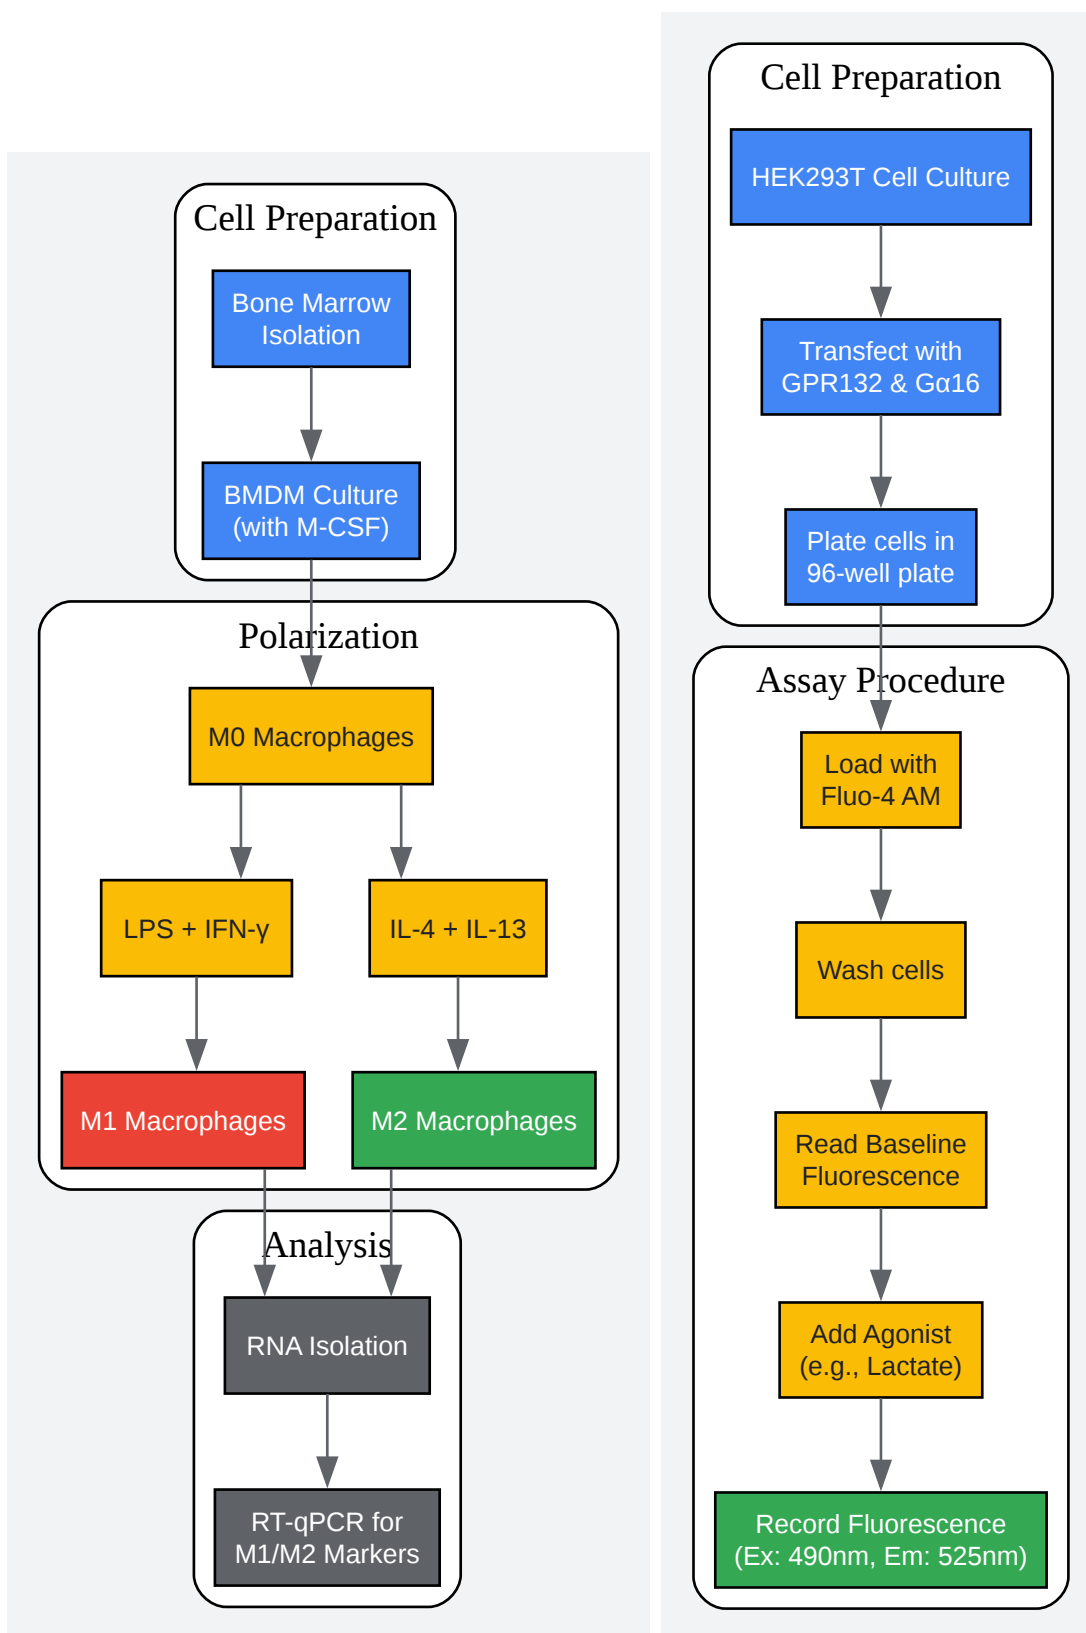 Cell Preparation
Bone Marrow
Isolation
BMDM Culture
(with M-CSF)
Polarization
M0 Macrophages
LPS + IFN-γ
IL-4 + IL-13
M1 Macrophages
M2 Macrophages
Analysis
RNA Isolation
RT-qPCR for
M1/M2 Markers
Cell Preparation
HEK293T Cell Culture
Transfect with
GPR132 & Gα16
Plate cells in
96-well plate
Assay Procedure
Load with
Fluo-4 AM
Wash cells
Read Baseline
Fluorescence
Add Agonist
(e.g., Lactate)
Record Fluorescence
(Ex: 490nm, Em: 525nm)